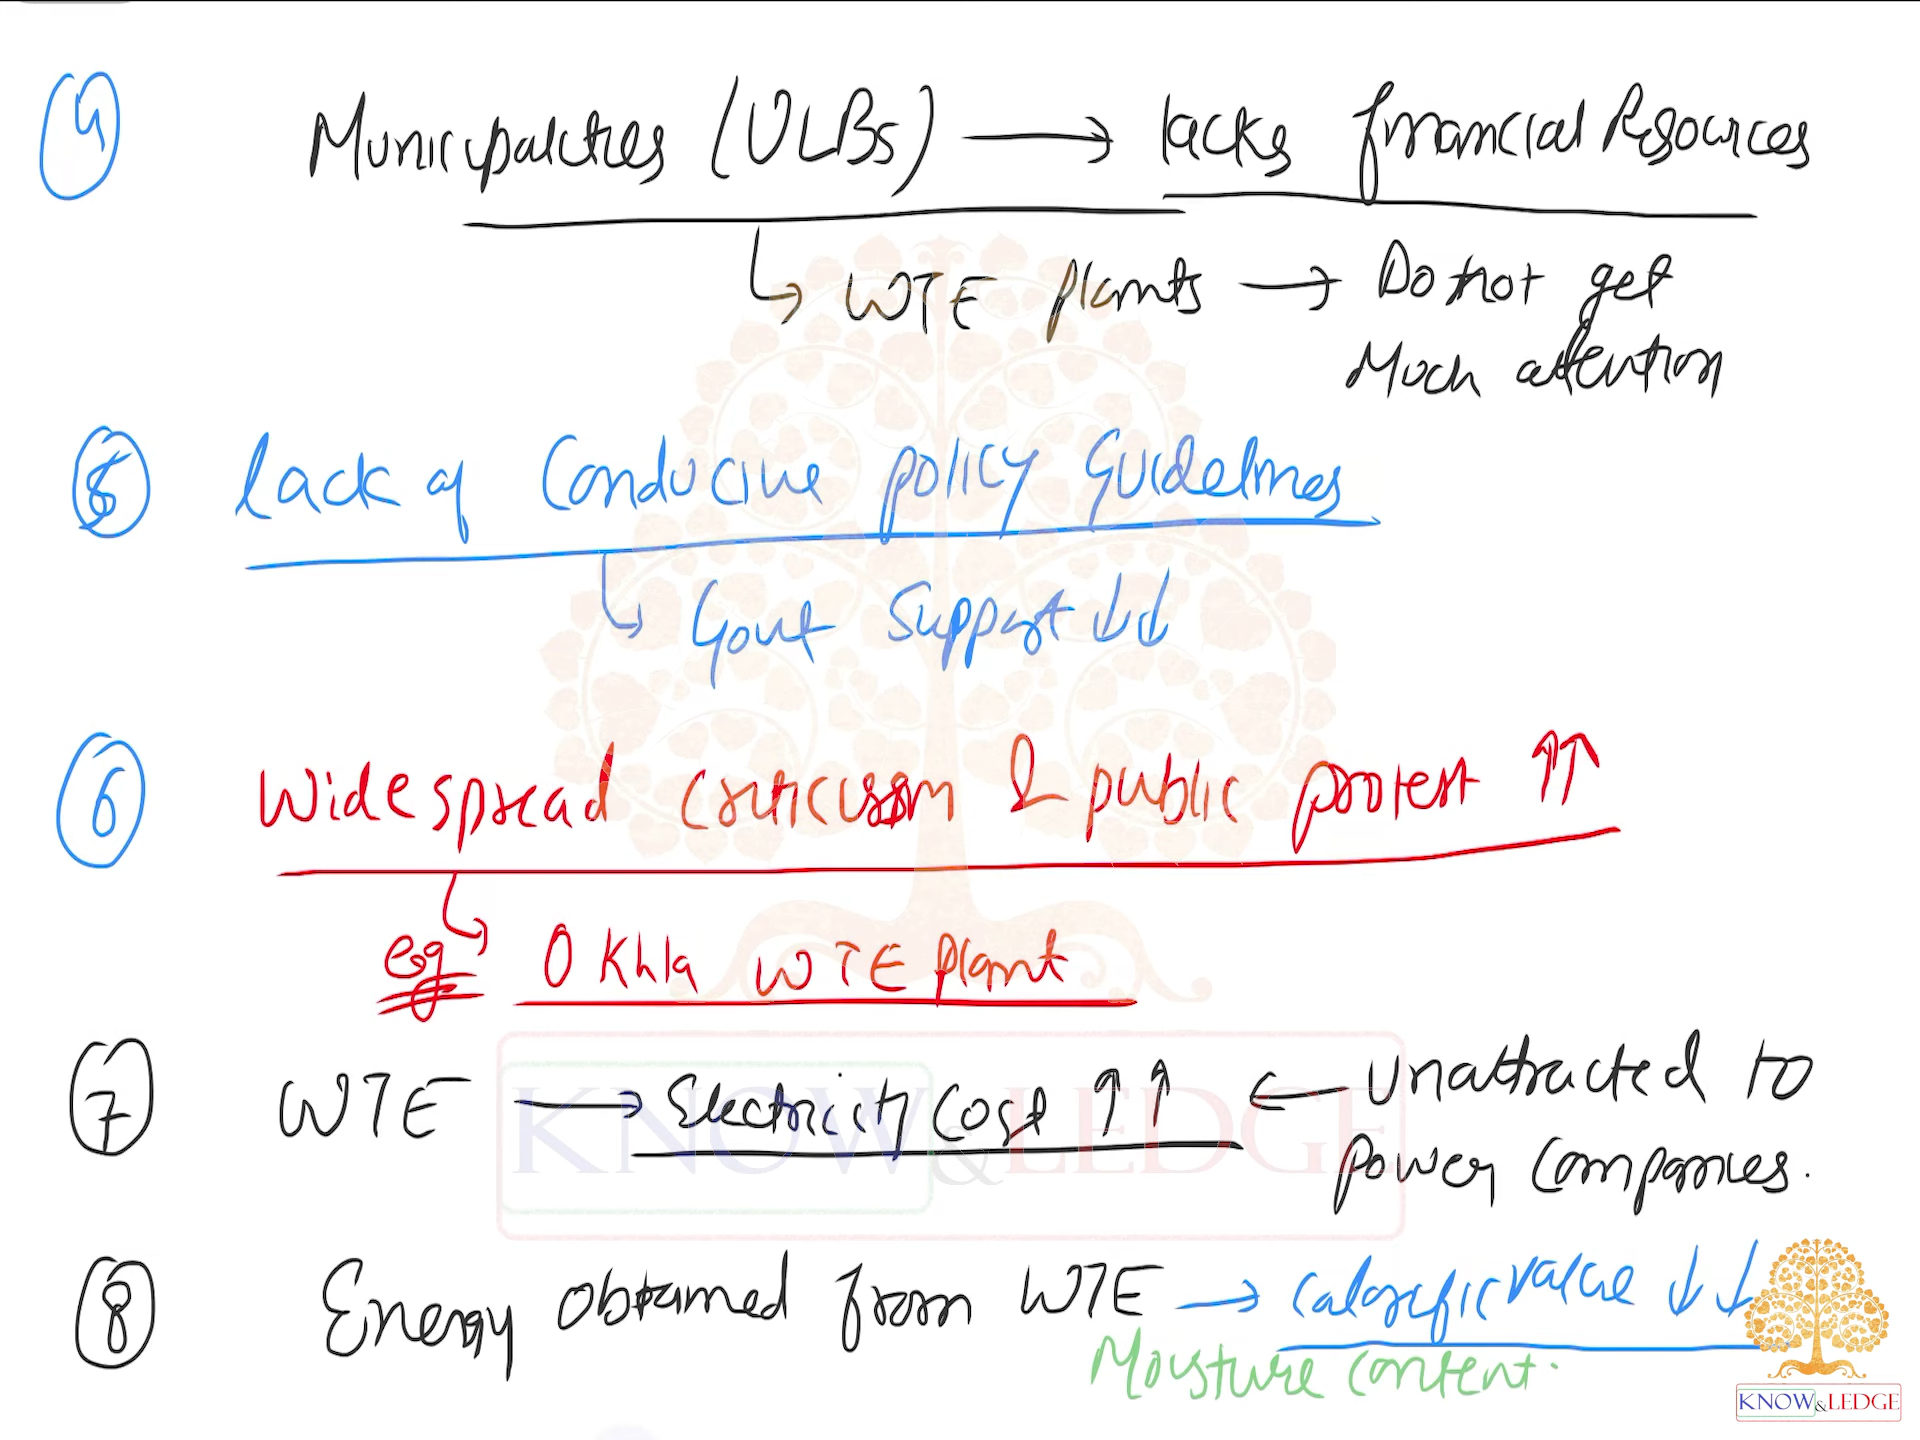 4 Municipalities (ULBs) → lacks financial Resources
↳ WTE plants → Do not get
Much attention
5 lack of Conducive policy Guidelines
↳ Govt Support ↓↓
6 Widespread criticism & public protest ↑↑
eg ↳ Okhla WTE plant
7 WTE → Electricity Cost ↑↑ ← Unattracted to
power companies.
8 Energy obtained from WTE → Calorific value ↓↓
Moisture content.
KNOW&LEDGE
KNOW&LEDGE